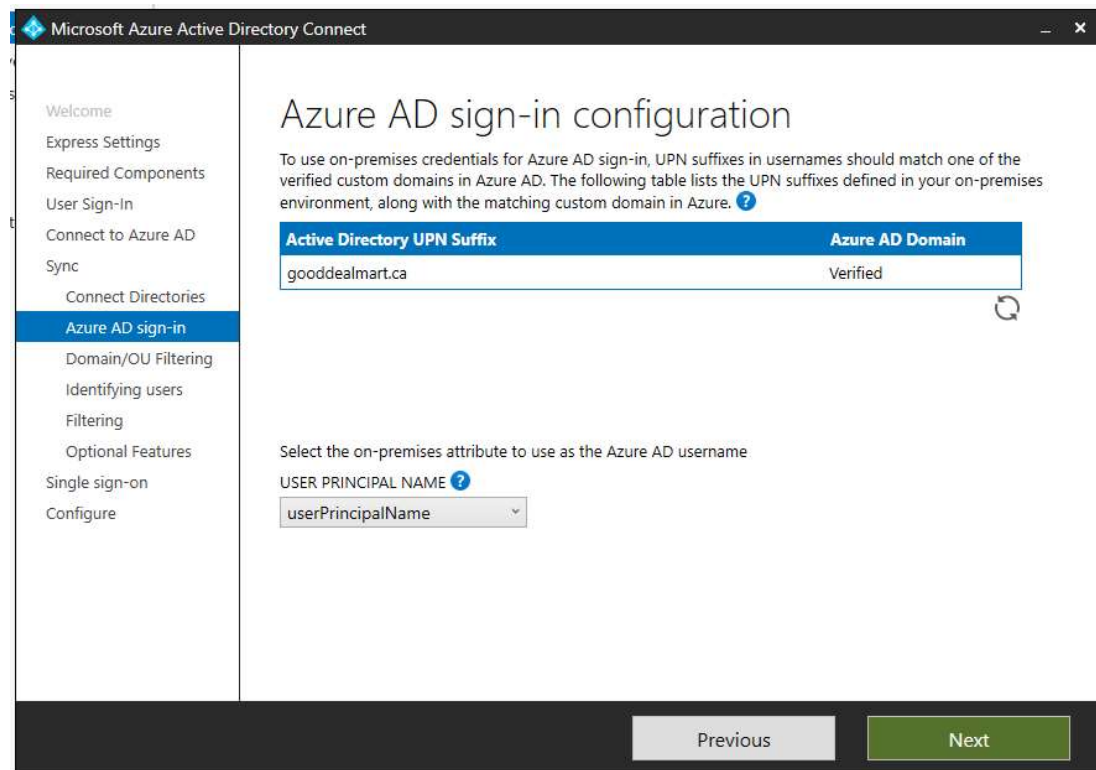 Microsoft Azure Active Directory Connect
Welcome
Express Settings
Required Components
User Sign-In
Connect to Azure AD
Sync
Connect Directories
Azure AD sign-in
Domain/OU Filtering
Identifying users
Filtering
Optional Features
Single sign-on
Configure
Azure AD sign-in configuration
To use on-premises credentials for Azure AD sign-in, UPN suffixes in usernames should match one of the
verified custom domains in Azure AD. The following table lists the UPN suffixes defined in your on-premises
environment, along with the matching custom domain in Azure. ?
Active Directory UPN Suffix Azure AD Domain
gooddealmart.ca Verified
Select the on-premises attribute to use as the Azure AD username
USER PRINCIPAL NAME ?
userPrincipalName
Previous Next